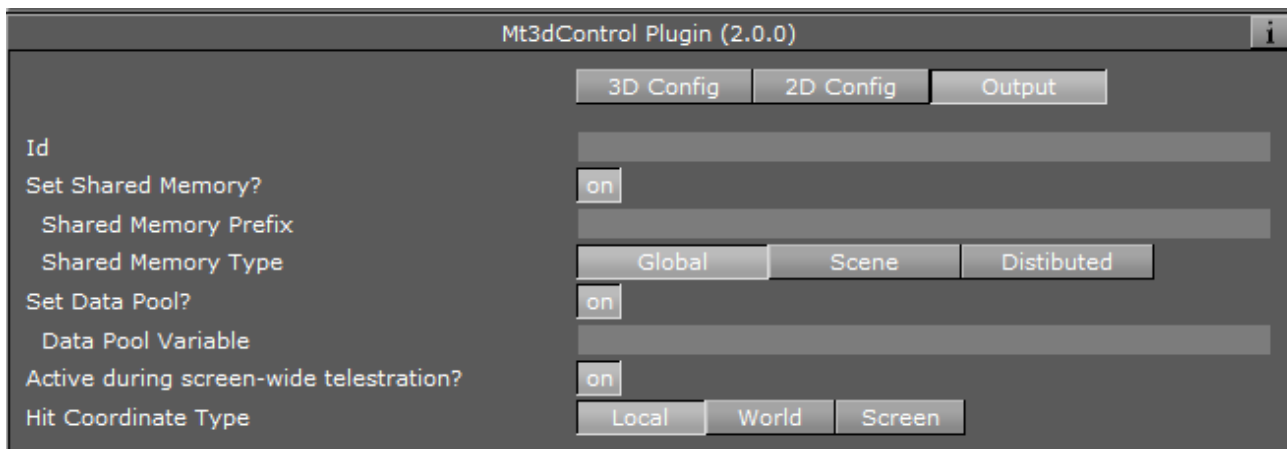 Mt3dControl Plugin (2.0.0) i
3D Config 2D Config Output
Id
Set Shared Memory? on
Shared Memory Prefix
Shared Memory Type Global Scene Distibuted
Set Data Pool? on
Data Pool Variable
Active during screen-wide telestration? on
Hit Coordinate Type Local World Screen